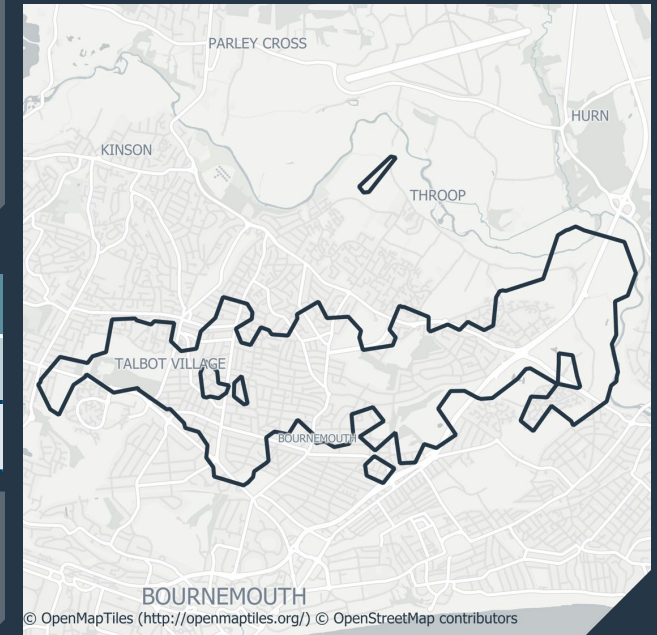 PARLEY CROSS
HURN
KINSON
THROOP
TALBOT VILLAGE
BOURNEMOUTH
BOURNEMOUTH
© OpenMapTiles (http://openmaptiles.org/) © OpenStreetMap contributors